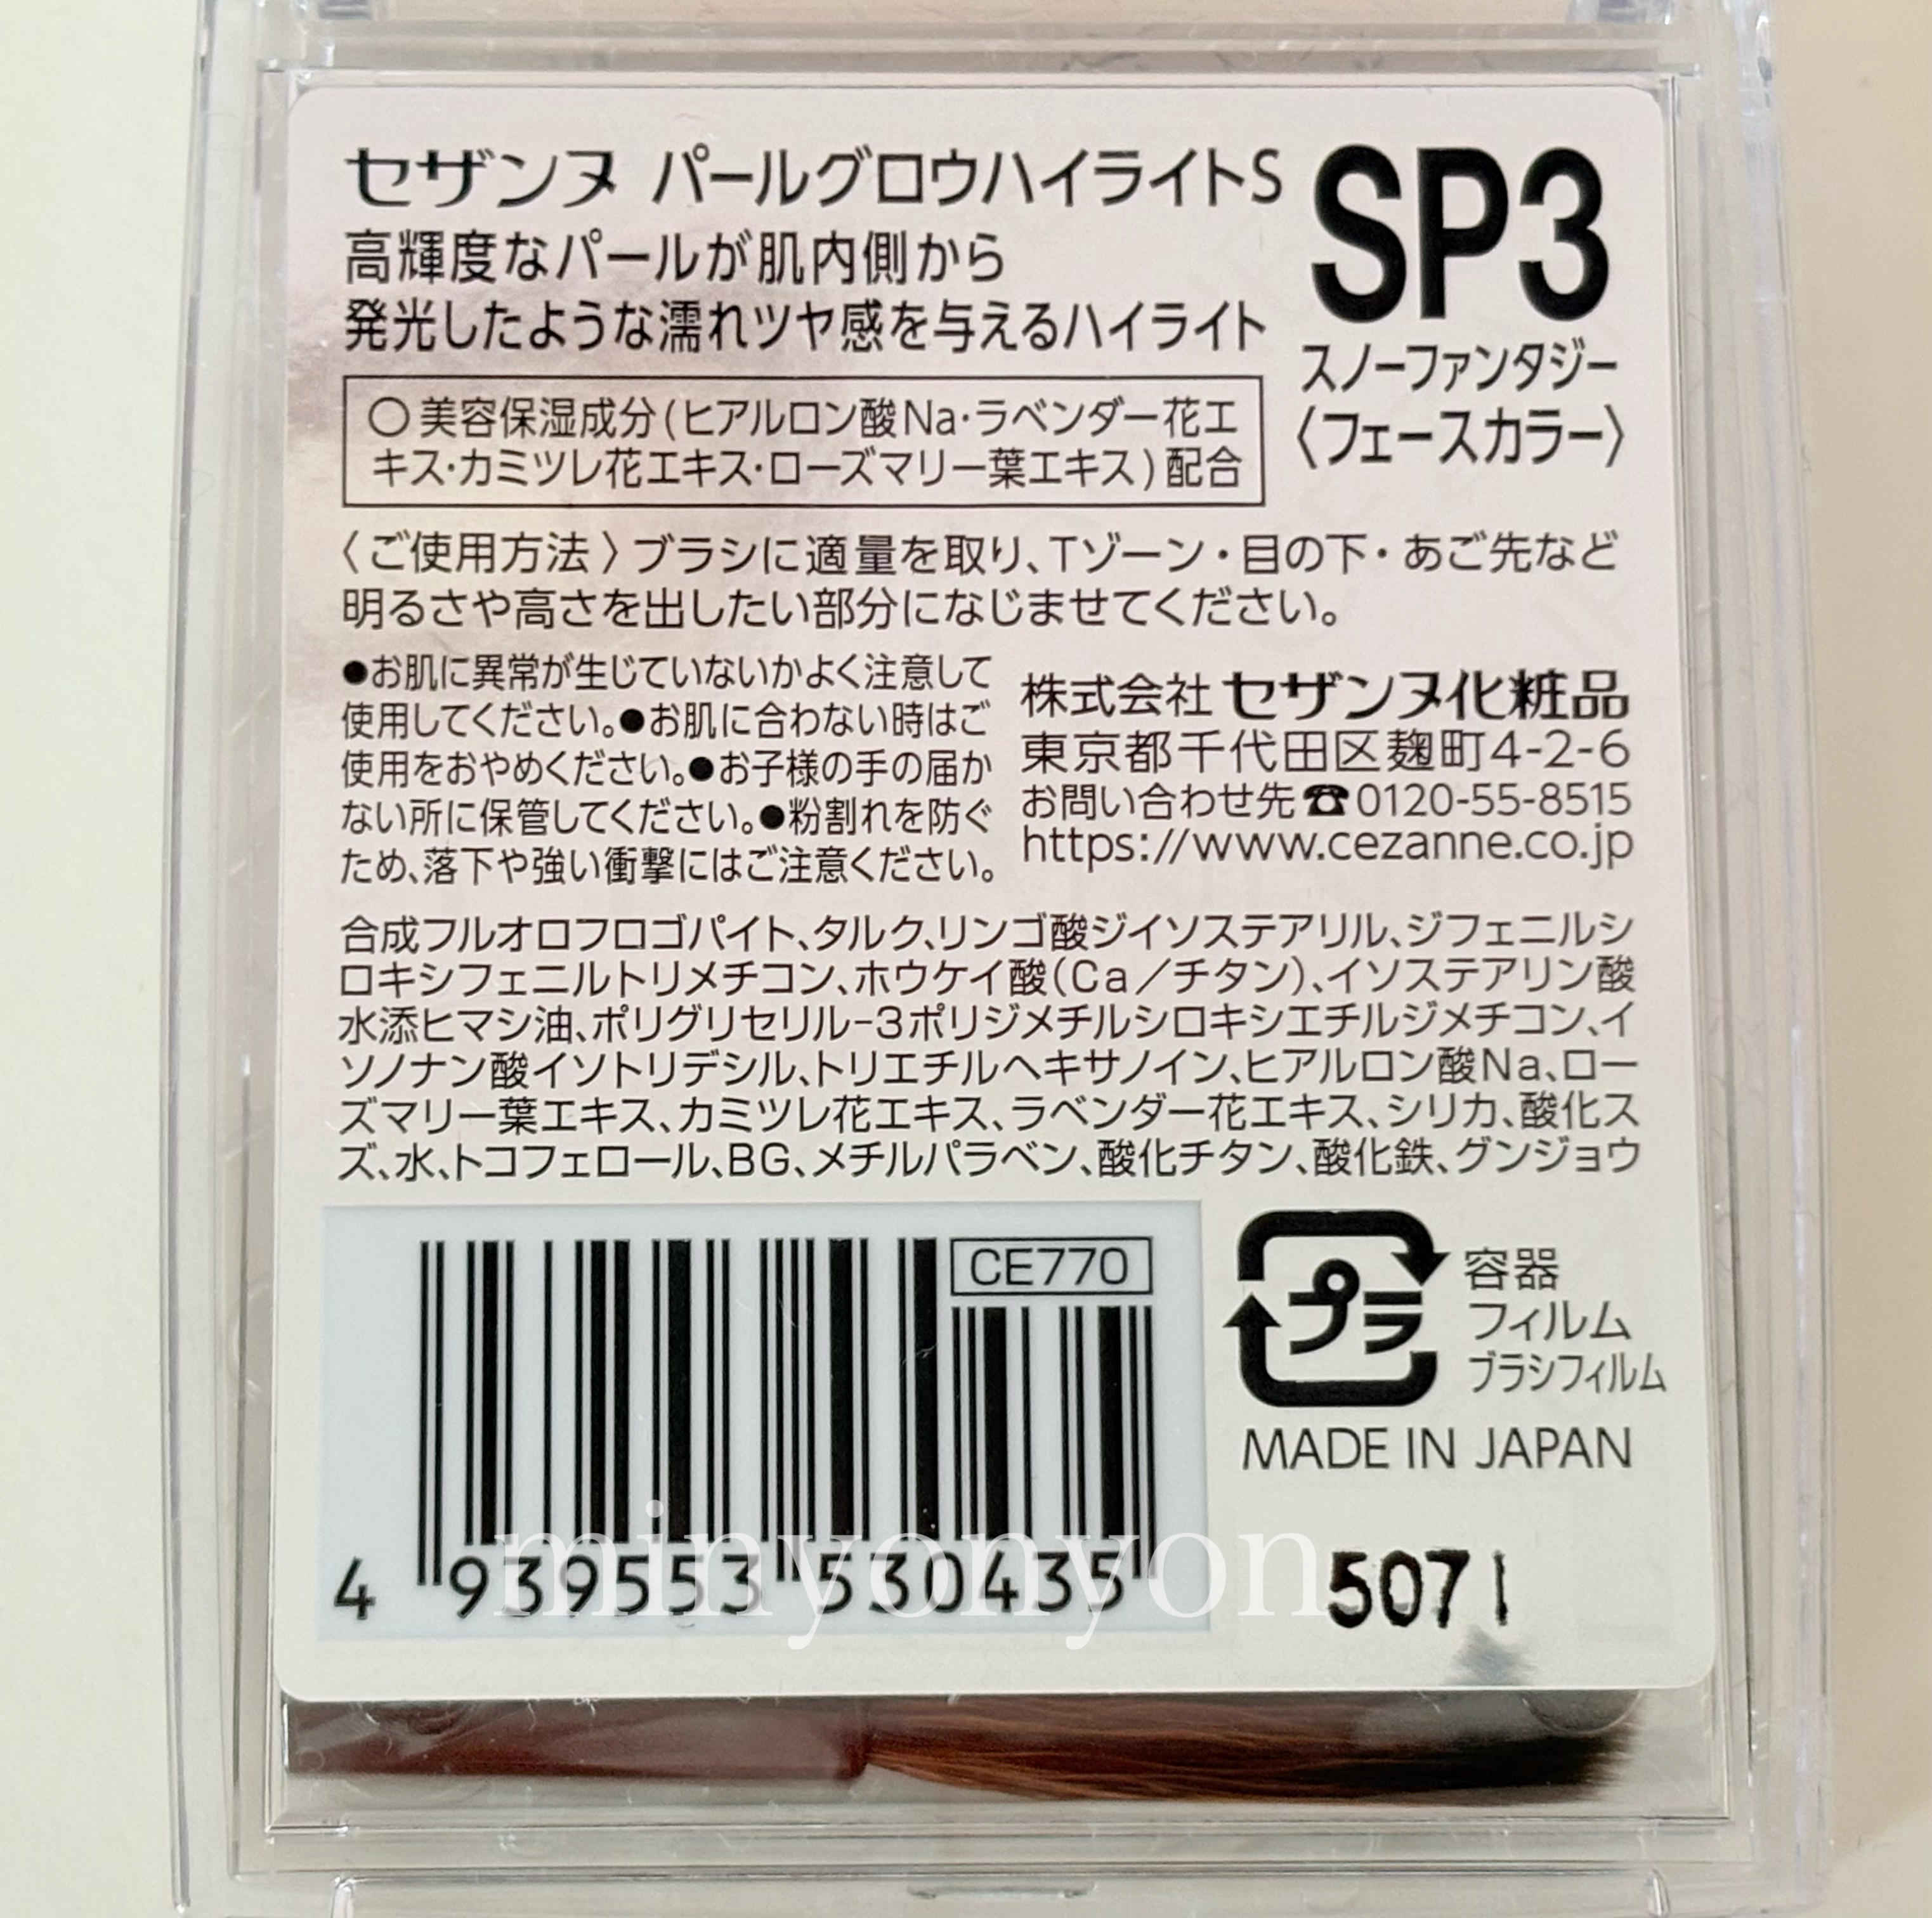 セザンヌ パールグロウハイライトS
SP3
高輝度なパールが肌内側から
発光したような濡れツヤ感を与えるハイライト
スノーファンタジー
〈フェースカラー〉
○美容保湿成分(ヒアルロン酸Na・ラベンダー花エ
キス・カミツレ花エキス・ローズマリー葉エキス)配合
〈ご使用方法〉ブラシに適量を取り、Tゾーン・目の下・あご先など
明るさや高さを出したい部分になじませてください。
●お肌に異常が生じていないかよく注意して
使用してください。●お肌に合わない時はご
使用をおやめください。●お子様の手の届か
ない所に保管してください。●粉割れを防ぐ
ため、落下や強い衝撃にはご注意ください。
株式会社セザンヌ化粧品
東京都千代田区麹町4-2-6
お問い合わせ先☎0120-55-8515
https://www.cezanne.co.jp
合成フルオロフロゴパイト、タルク、リンゴ酸ジイソステアリル、ジフェニルシ
ロキシフェニルトリメチコン、ホウケイ酸(Ca/チタン)、イソステアリン酸
水添ヒマシ油、ポリグリセリル-3ポリジメチルシロキシエチルジメチコン、イ
ソノナン酸イソトリデシル、トリエチルヘキサノイン、ヒアルロン酸Na、ロー
ズマリー葉エキス、カミツレ花エキス、ラベンダー花エキス、シリカ、酸化ス
ズ、水、トコフェロール、BG、メチルパラベン、酸化チタン、酸化鉄、グンジョウ
CE770
プラ
容器
フィルム
ブラシフィルム
MADE IN JAPAN
minyonyon
4 939553 530435
5071